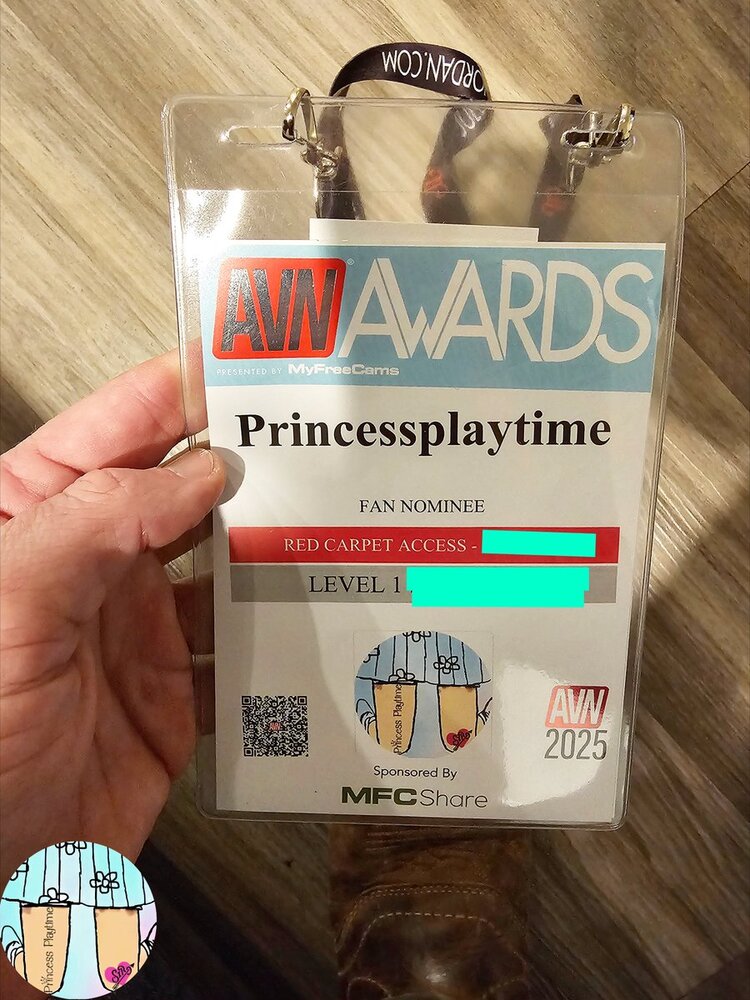 ORDAN.COM
AVN AWARDS
PRESENTED BY MyFreeCams
Princessplaytime
FAN NOMINEE
RED CARPET ACCESS -
LEVEL 1
Princess Playtime
AVN
2025
Sponsored By
MFCShare
Princess Playtime